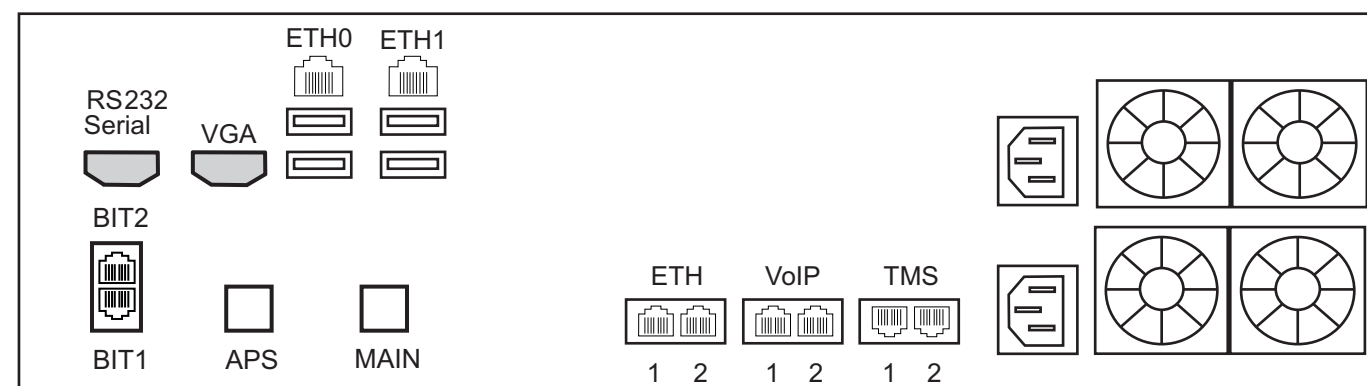 ETH0 ETH1
RS232
Serial
VGA
BIT2
BIT1
APS
MAIN
ETH VoIP TMS
1 2 1 2 1 2